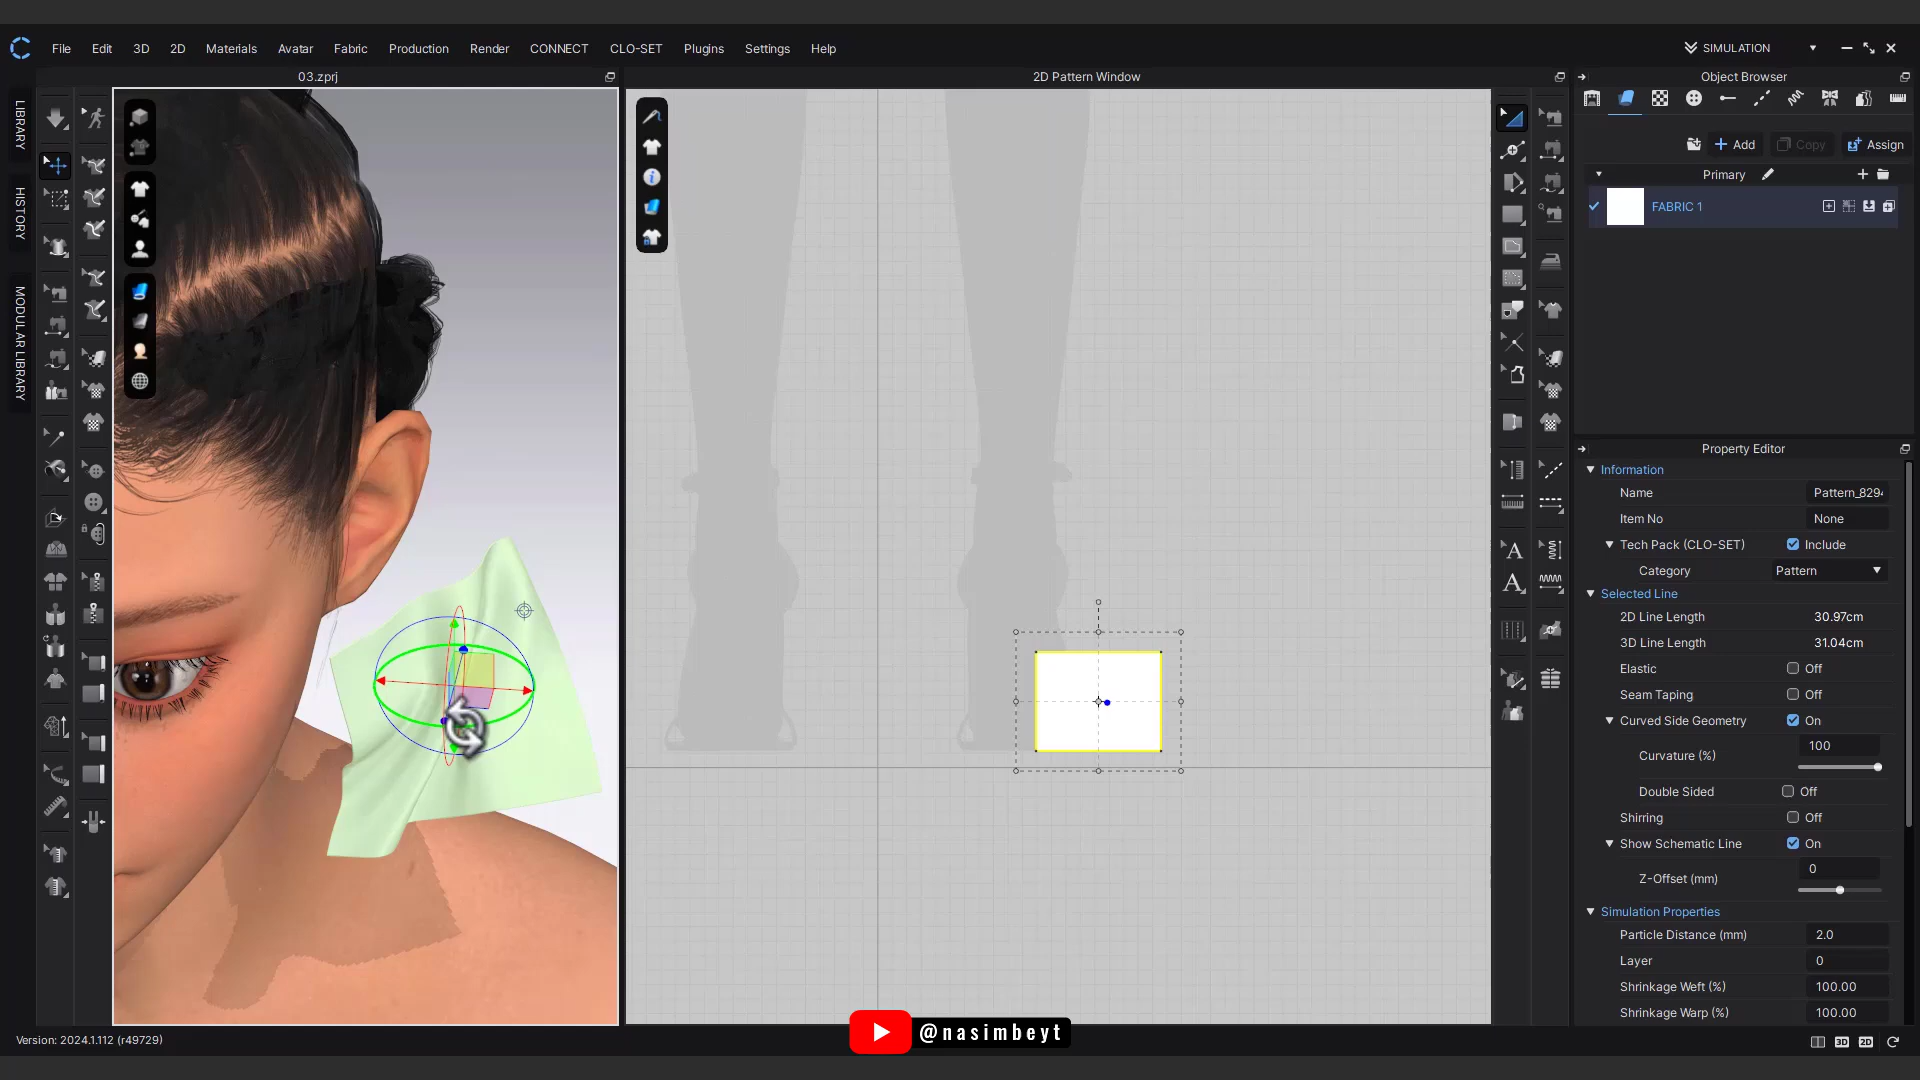 File Edit 3D 2D Materials Avatar Fabric Production Render CONNECT CLO-SET Plugins Settings Help
SIMULATION
03.zprj
2D Pattern Window
Object Browser
LIBRARY
HISTORY
MODULAR LIBRARY
Add
Copy
Assign
Primary
FABRIC 1
Property Editor
Information
Name Pattern_8294
Item No None
Tech Pack (CLO-SET) Include
Category Pattern
Selected Line
2D Line Length 30.97cm
3D Line Length 31.04cm
Elastic Off
Seam Taping Off
Curved Side Geometry On
Curvature (%) 100
Double Sided Off
Shirring Off
Show Schematic Line On
Z-Offset (mm) 0
Simulation Properties
Particle Distance (mm) 2.0
Layer 0
Shrinkage Weft (%) 100.00
Shrinkage Warp (%) 100.00
@nasimbeyt
Version: 2024.1.112 (r49729)
3D 2D